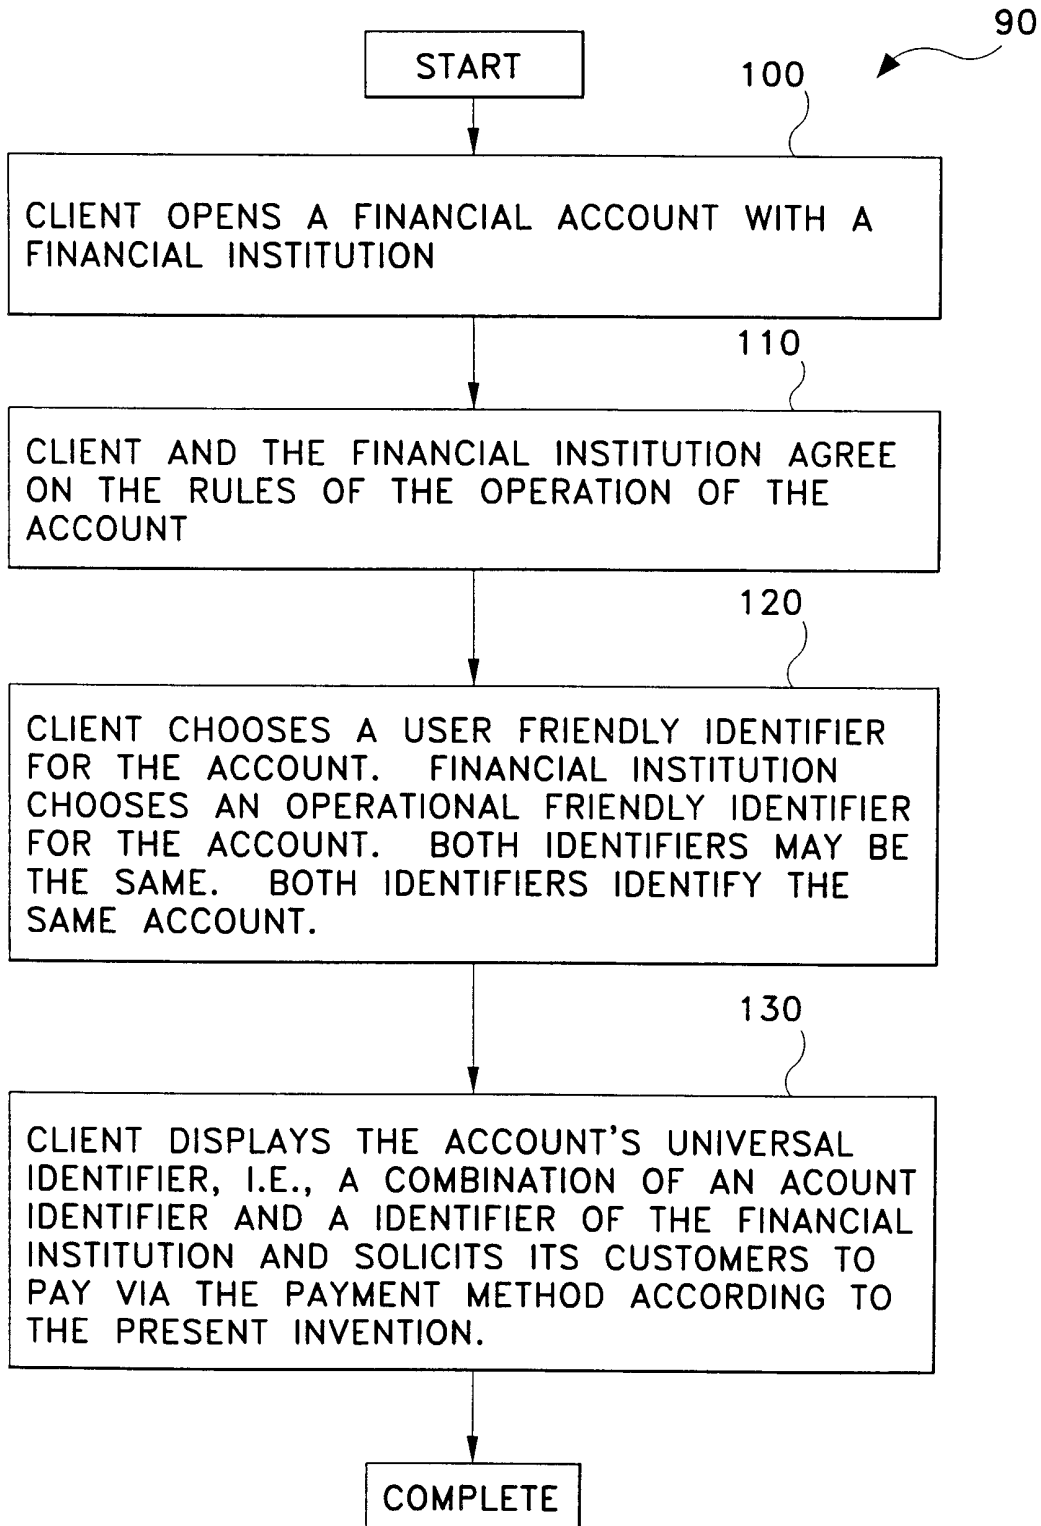 90
START
100
CLIENT OPENS A FINANCIAL ACCOUNT WITH A
FINANCIAL INSTITUTION
110
CLIENT AND THE FINANCIAL INSTITUTION AGREE
ON THE RULES OF THE OPERATION OF THE
ACCOUNT
120
CLIENT CHOOSES A USER FRIENDLY IDENTIFIER
FOR THE ACCOUNT. FINANCIAL INSTITUTION
CHOOSES AN OPERATIONAL FRIENDLY IDENTIFIER
FOR THE ACCOUNT. BOTH IDENTIFIERS MAY BE
THE SAME. BOTH IDENTIFIERS IDENTIFY THE
SAME ACCOUNT.
130
CLIENT DISPLAYS THE ACCOUNT'S UNIVERSAL
IDENTIFIER, I.E., A COMBINATION OF AN ACOUNT
IDENTIFIER AND A IDENTIFIER OF THE FINANCIAL
INSTITUTION AND SOLICITS ITS CUSTOMERS TO
PAY VIA THE PAYMENT METHOD ACCORDING TO
THE PRESENT INVENTION.
COMPLETE